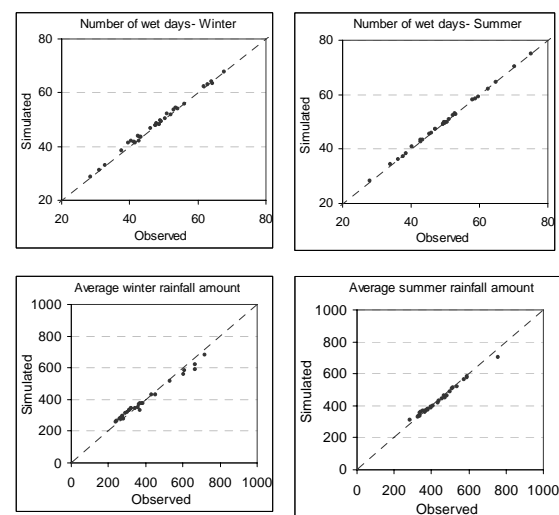 Number of wet days- Winter
80
60
40
20
Simulated
20 40 60 80
Observed
Number of wet days- Summer
80
60
40
20
Simulated
20 40 60 80
Observed
Average winter rainfall amount
1000
800
600
400
200
0
Simulated
0 200 400 600 800 1000
Observed
Average summer rainfall amount
1000
800
600
400
200
0
Simulated
0 200 400 600 800 1000
Observed